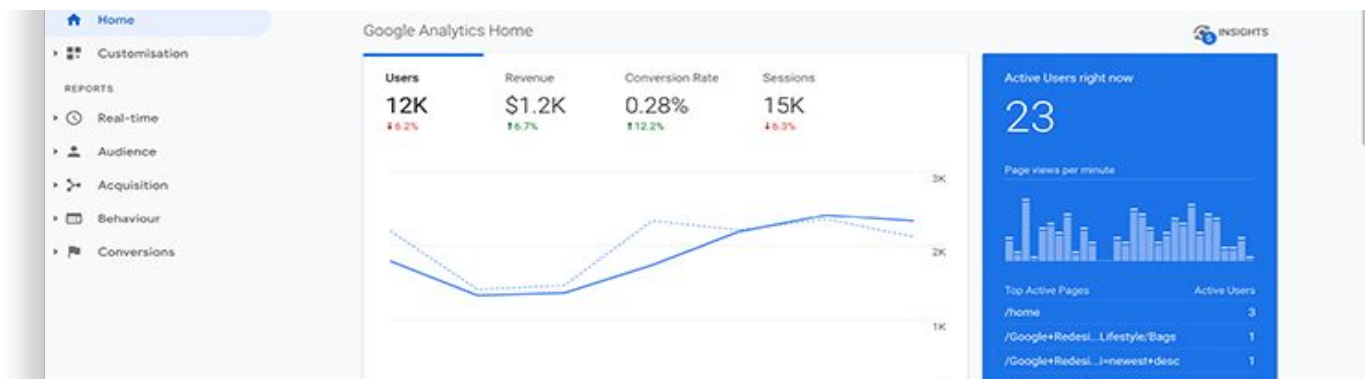 Home
Customisation
REPORTS
Real-time
Audience
Acquisition
Behaviour
Conversions
Google Analytics Home
5 INSIGHTS
Users Revenue Conversion Rate Sessions
12K $1.2K 0.28% 15K
6.2% 6.7% 12.2% 6.3%
3K
2K
1K
Active Users right now
23
Page views per minute
Top Active Pages Active Users
/home 3
/Google+Redesi...Lifestyle/Bags 1
/Google+Redesi...i=newest+desc 1